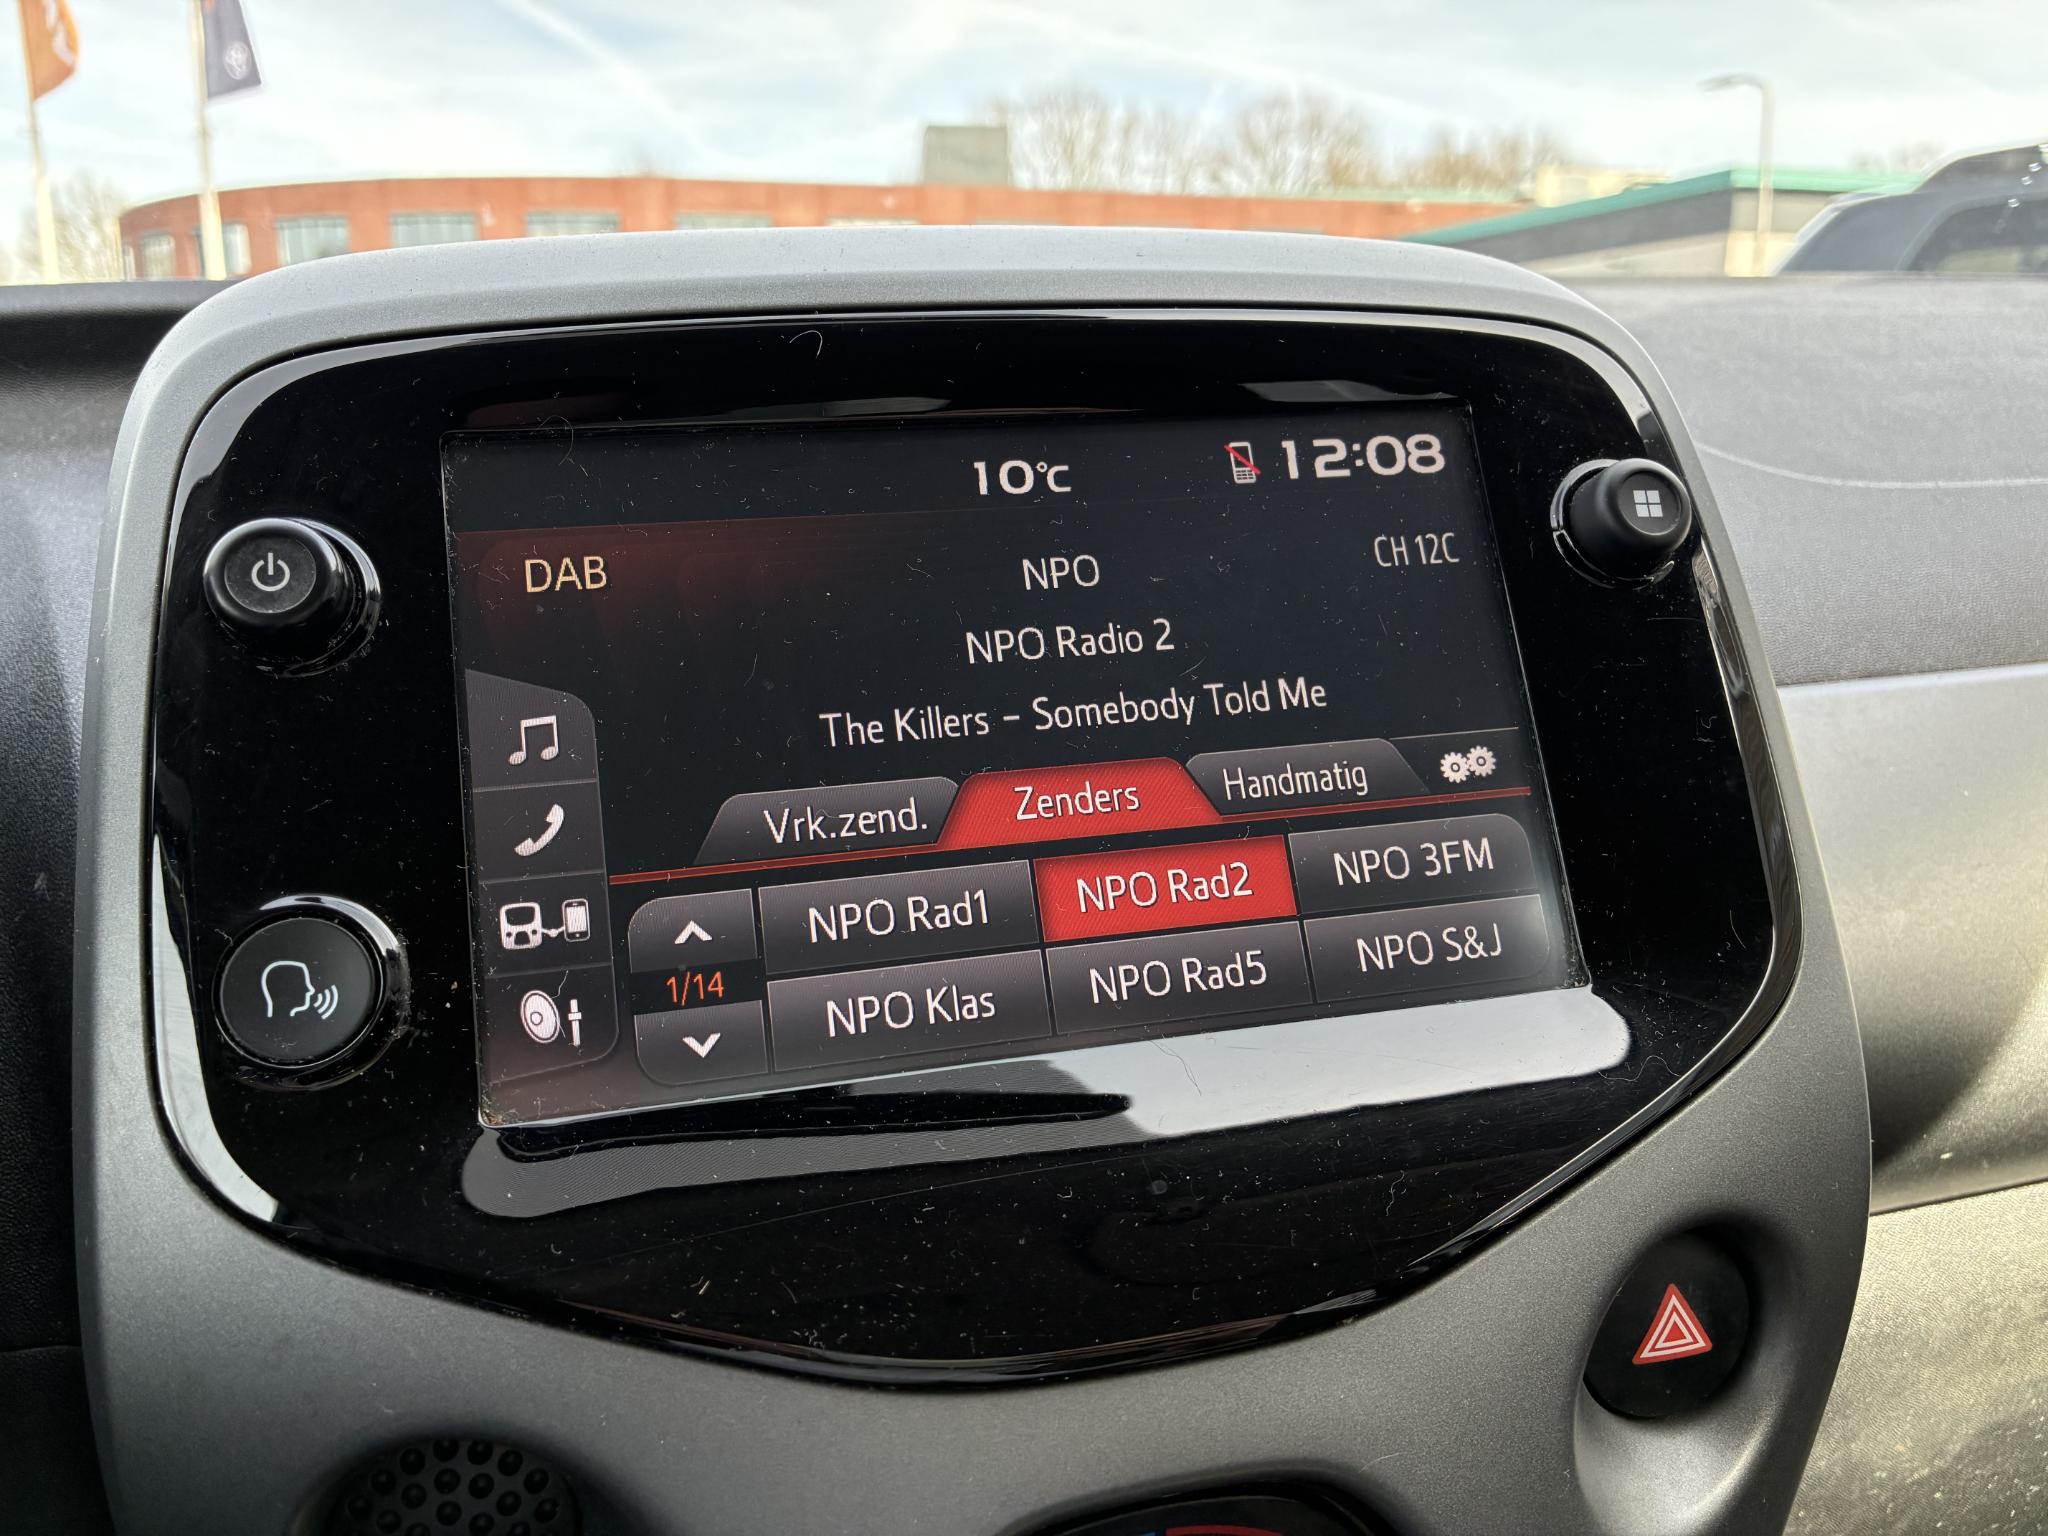 10°C 12:08
DAB NPO CH 12C
NPO Radio 2
The Killers - Somebody Told Me
Vrk.zend. Zenders Handmatig
NPO Rad1 NPO Rad2 NPO 3FM
1/14
NPO Klas NPO Rad5 NPO S&J